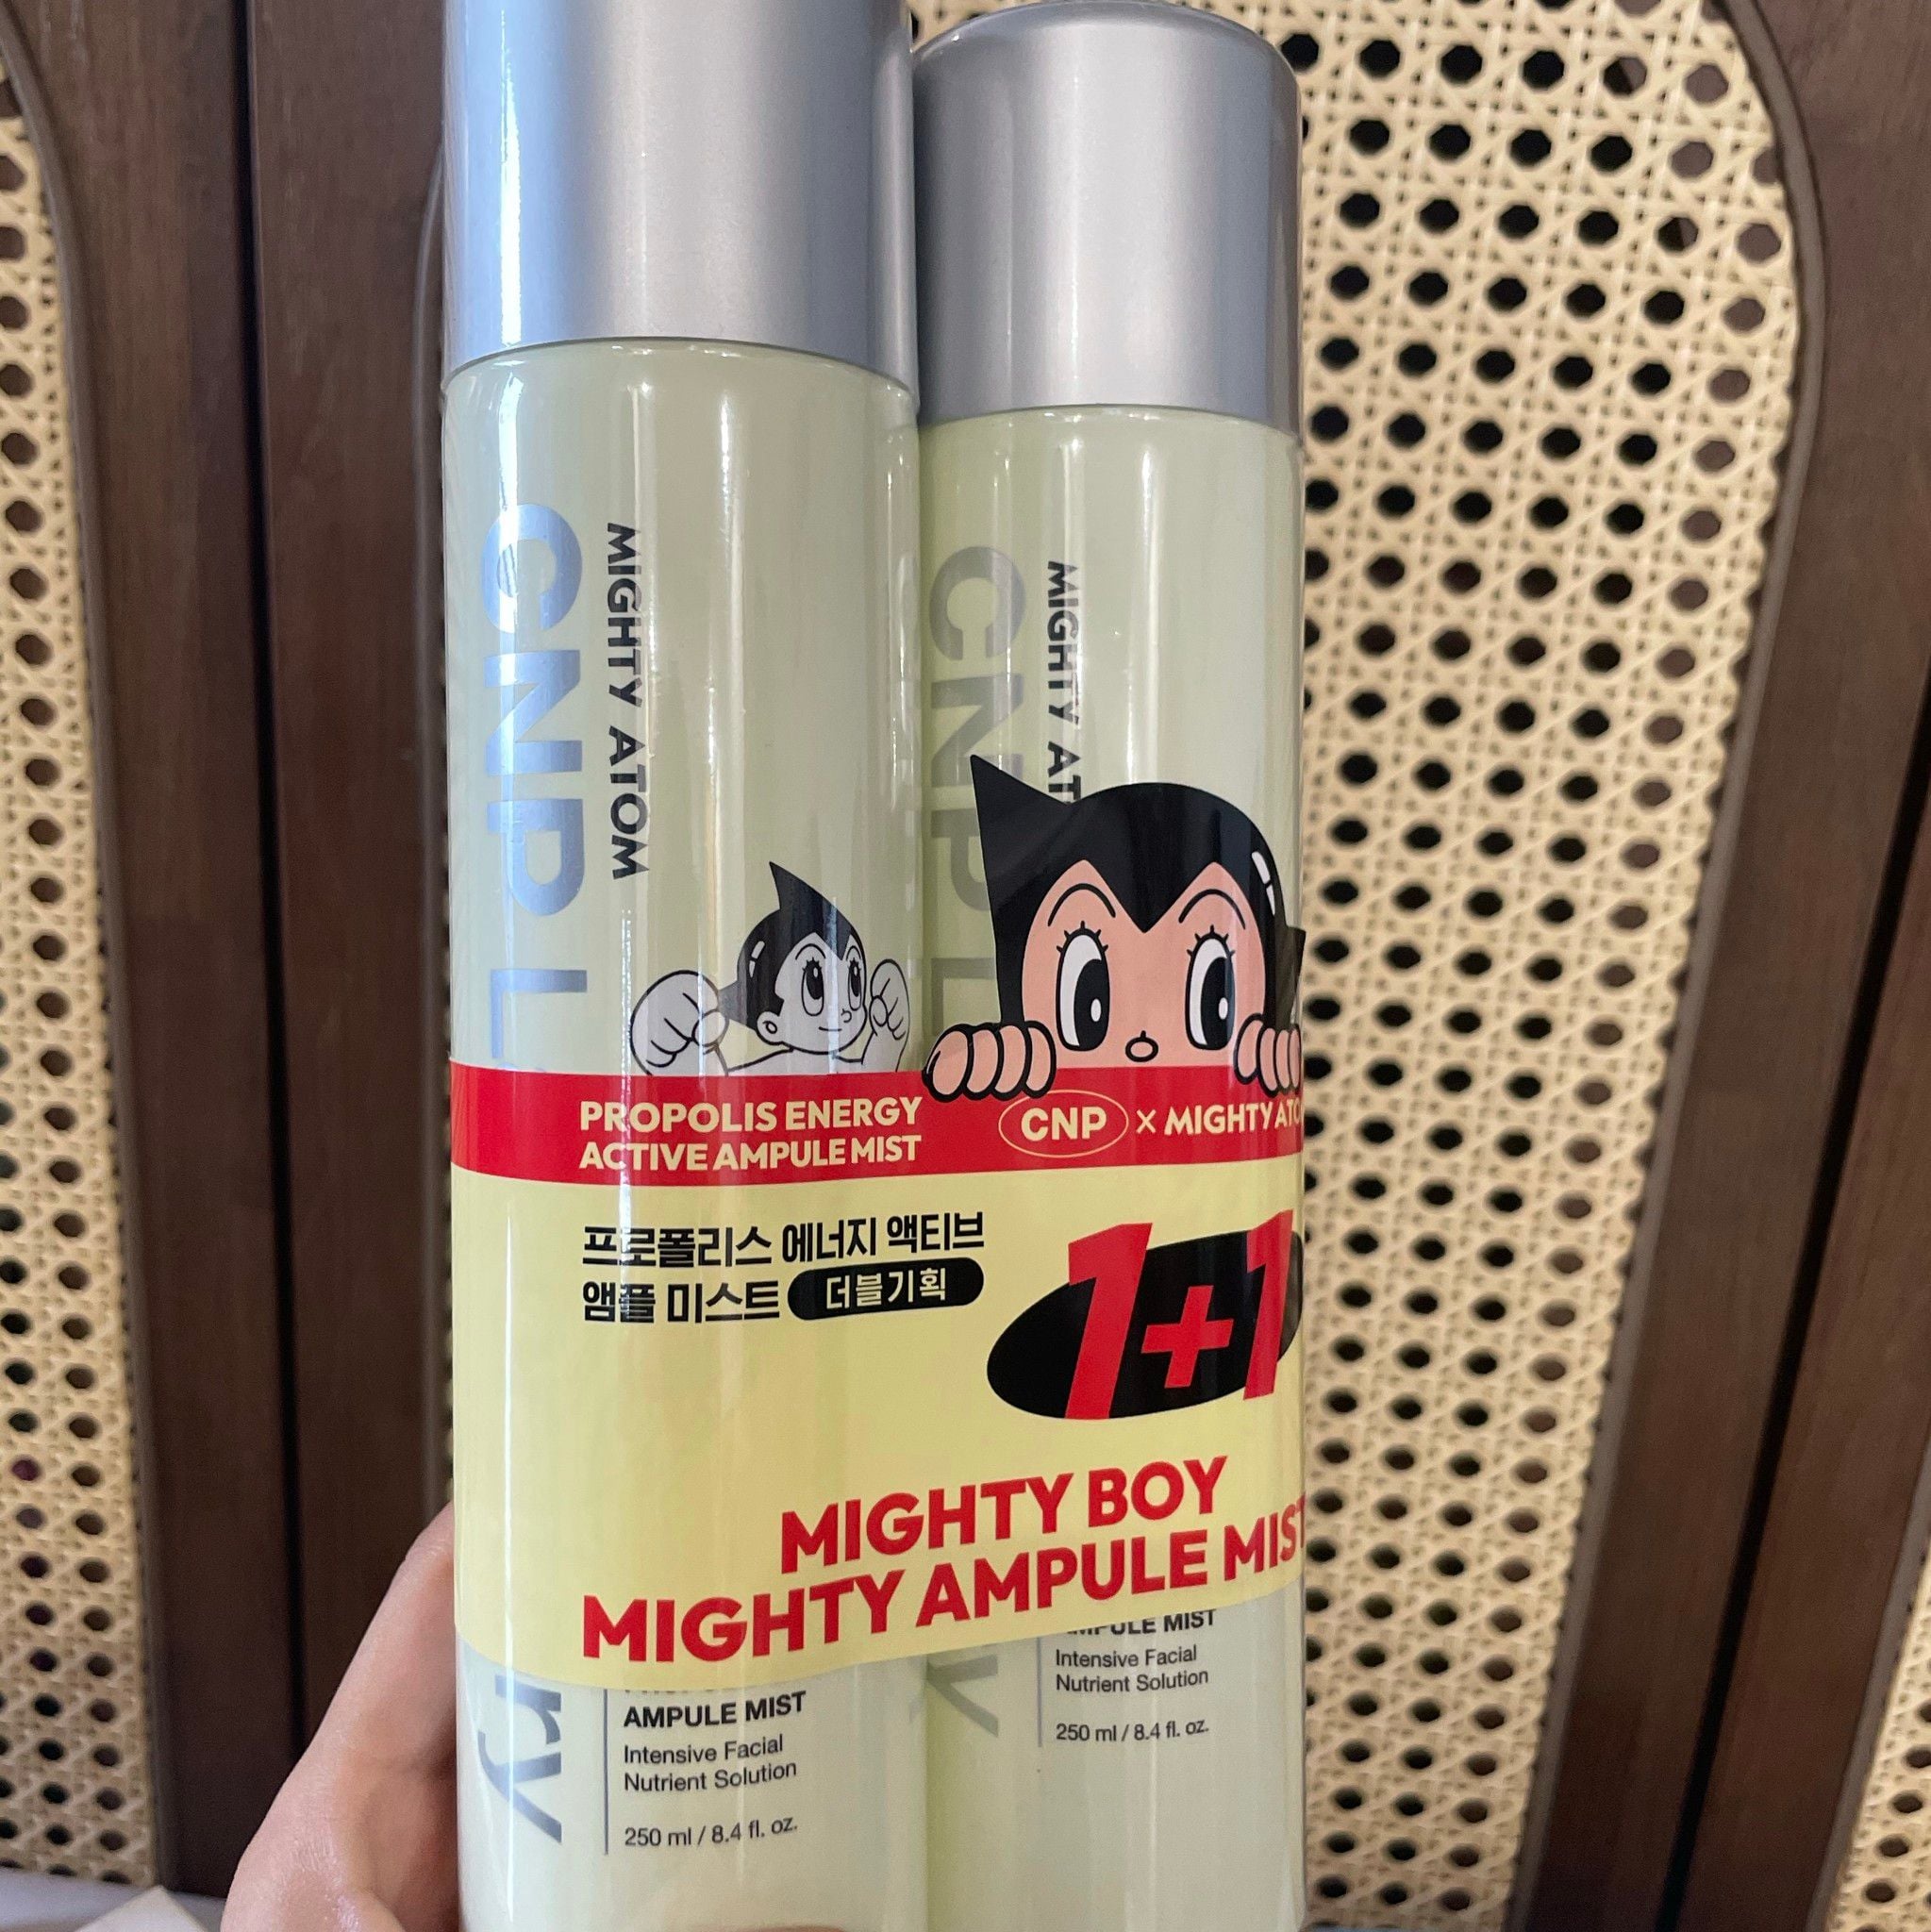 CNP L
MIGHTY ATOM
CNP L
MIGHTY AT
PROPOLIS ENERGY
ACTIVE AMPULE MIST
CNP X MIGHTY ATO
프로폴리스 에너지 액티브
앰플 미스트 더블기획
1+1
MIGHTY BOY
MIGHTY AMPULE MIST
ry
AMPULE MIST
Intensive Facial
Nutrient Solution
250 ml / 8.4 fl. oz.
y
AMPULE MIST
Intensive Facial
Nutrient Solution
250 ml / 8.4 fl. oz.